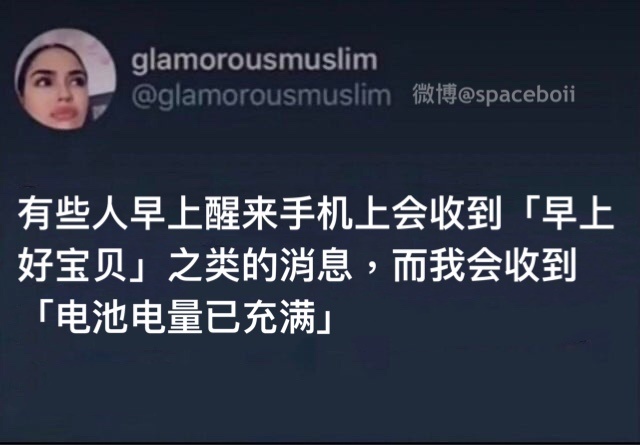 glamorousmuslim
@glamorousmuslim 微博@spaceboii
有些人早上醒来手机上会收到「早上
好宝贝」之类的消息，而我会收到
「电池电量已充满」